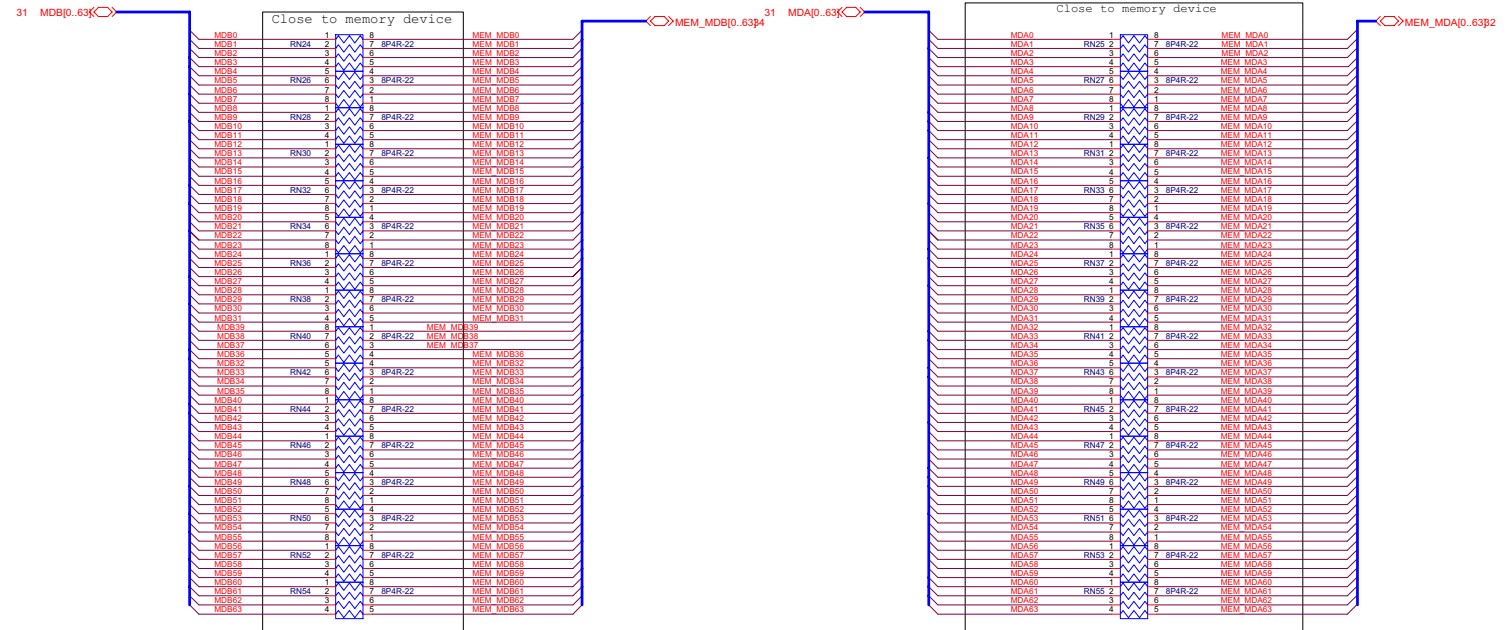 31 MDB[0..63]
Close to memory device
MEM_MDB[0..63] 34
MDB0 1 8 MEM_MDB0
MDB1 RN24 2 7 8P4R-22 MEM_MDB1
MDB2 3 6 MEM_MDB2
MDB3 4 5 MEM_MDB3
MDB4 5 4 MEM_MDB4
MDB5 RN26 6 3 8P4R-22 MEM_MDB5
MDB6 7 2 MEM_MDB6
MDB7 8 1 MEM_MDB7
MDB8 1 8 MEM_MDB8
MDB9 RN28 2 7 8P4R-22 MEM_MDB9
MDB10 3 6 MEM_MDB10
MDB11 4 5 MEM_MDB11
MDB12 1 8 MEM_MDB12
MDB13 RN30 2 7 8P4R-22 MEM_MDB13
MDB14 3 6 MEM_MDB14
MDB15 4 5 MEM_MDB15
MDB16 5 4 MEM_MDB16
MDB17 RN32 6 3 8P4R-22 MEM_MDB17
MDB18 7 2 MEM_MDB18
MDB19 8 1 MEM_MDB19
MDB20 5 4 MEM_MDB20
MDB21 RN34 6 3 8P4R-22 MEM_MDB21
MDB22 7 2 MEM_MDB22
MDB23 8 1 MEM_MDB23
MDB24 1 8 MEM_MDB24
MDB25 RN36 2 7 8P4R-22 MEM_MDB25
MDB26 3 6 MEM_MDB26
MDB27 4 5 MEM_MDB27
MDB28 1 8 MEM_MDB28
MDB29 RN38 2 7 8P4R-22 MEM_MDB29
MDB30 3 6 MEM_MDB30
MDB31 4 5 MEM_MDB31
MDB39 8 1 MEM_MDB39
MDB38 RN40 7 2 8P4R-22 MEM_MDB38
MDB37 6 3 MEM_MDB37
MDB36 5 4 MEM_MDB36
MDB32 5 4 MEM_MDB32
MDB33 RN42 6 3 8P4R-22 MEM_MDB33
MDB34 7 2 MEM_MDB34
MDB35 8 1 MEM_MDB35
MDB40 1 8 MEM_MDB40
MDB41 RN44 2 7 8P4R-22 MEM_MDB41
MDB42 3 6 MEM_MDB42
MDB43 4 5 MEM_MDB43
MDB44 1 8 MEM_MDB44
MDB45 RN46 2 7 8P4R-22 MEM_MDB45
MDB46 3 6 MEM_MDB46
MDB47 4 5 MEM_MDB47
MDB48 5 4 MEM_MDB48
MDB49 RN48 6 3 8P4R-22 MEM_MDB49
MDB50 7 2 MEM_MDB50
MDB51 8 1 MEM_MDB51
MDB52 5 4 MEM_MDB52
MDB53 RN50 6 3 8P4R-22 MEM_MDB53
MDB54 7 2 MEM_MDB54
MDB55 8 1 MEM_MDB55
MDB56 1 8 MEM_MDB56
MDB57 RN52 2 7 8P4R-22 MEM_MDB57
MDB58 3 6 MEM_MDB58
MDB59 4 5 MEM_MDB59
MDB60 1 8 MEM_MDB60
MDB61 RN54 2 7 8P4R-22 MEM_MDB61
MDB62 3 6 MEM_MDB62
MDB63 4 5 MEM_MDB63
31 MDA[0..63]
Close to memory device
MEM_MDA[0..63] 32
MDA0 1 8 MEM_MDA0
MDA1 RN25 2 7 8P4R-22 MEM_MDA1
MDA2 3 6 MEM_MDA2
MDA3 4 5 MEM_MDA3
MDA4 5 4 MEM_MDA4
MDA5 RN27 6 3 8P4R-22 MEM_MDA5
MDA6 7 2 MEM_MDA6
MDA7 8 1 MEM_MDA7
MDA8 1 8 MEM_MDA8
MDA9 RN29 2 7 8P4R-22 MEM_MDA9
MDA10 3 6 MEM_MDA10
MDA11 4 5 MEM_MDA11
MDA12 1 8 MEM_MDA12
MDA13 RN31 2 7 8P4R-22 MEM_MDA13
MDA14 3 6 MEM_MDA14
MDA15 4 5 MEM_MDA15
MDA16 5 4 MEM_MDA16
MDA17 RN33 6 3 8P4R-22 MEM_MDA17
MDA18 7 2 MEM_MDA18
MDA19 8 1 MEM_MDA19
MDA20 5 4 MEM_MDA20
MDA21 RN35 6 3 8P4R-22 MEM_MDA21
MDA22 7 2 MEM_MDA22
MDA23 8 1 MEM_MDA23
MDA24 1 8 MEM_MDA24
MDA25 RN37 2 7 8P4R-22 MEM_MDA25
MDA26 3 6 MEM_MDA26
MDA27 4 5 MEM_MDA27
MDA28 1 8 MEM_MDA28
MDA29 RN39 2 7 8P4R-22 MEM_MDA29
MDA30 3 6 MEM_MDA30
MDA31 4 5 MEM_MDA31
MDA32 1 8 MEM_MDA32
MDA33 RN41 2 7 8P4R-22 MEM_MDA33
MDA34 3 6 MEM_MDA34
MDA35 4 5 MEM_MDA35
MDA36 5 4 MEM_MDA36
MDA37 RN43 6 3 8P4R-22 MEM_MDA37
MDA38 7 2 MEM_MDA38
MDA39 8 1 MEM_MDA39
MDA40 1 8 MEM_MDA40
MDA41 RN45 2 7 8P4R-22 MEM_MDA41
MDA42 3 6 MEM_MDA42
MDA43 4 5 MEM_MDA43
MDA44 1 8 MEM_MDA44
MDA45 RN47 2 7 8P4R-22 MEM_MDA45
MDA46 3 6 MEM_MDA46
MDA47 4 5 MEM_MDA47
MDA48 5 4 MEM_MDA48
MDA49 RN49 6 3 8P4R-22 MEM_MDA49
MDA50 7 2 MEM_MDA50
MDA51 8 1 MEM_MDA51
MDA52 5 4 MEM_MDA52
MDA53 RN51 6 3 8P4R-22 MEM_MDA53
MDA54 7 2 MEM_MDA54
MDA55 8 1 MEM_MDA55
MDA56 1 8 MEM_MDA56
MDA57 RN53 2 7 8P4R-22 MEM_MDA57
MDA58 3 6 MEM_MDA58
MDA59 4 5 MEM_MDA59
MDA60 1 8 MEM_MDA60
MDA61 RN55 2 7 8P4R-22 MEM_MDA61
MDA62 3 6 MEM_MDA62
MDA63 4 5 MEM_MDA63